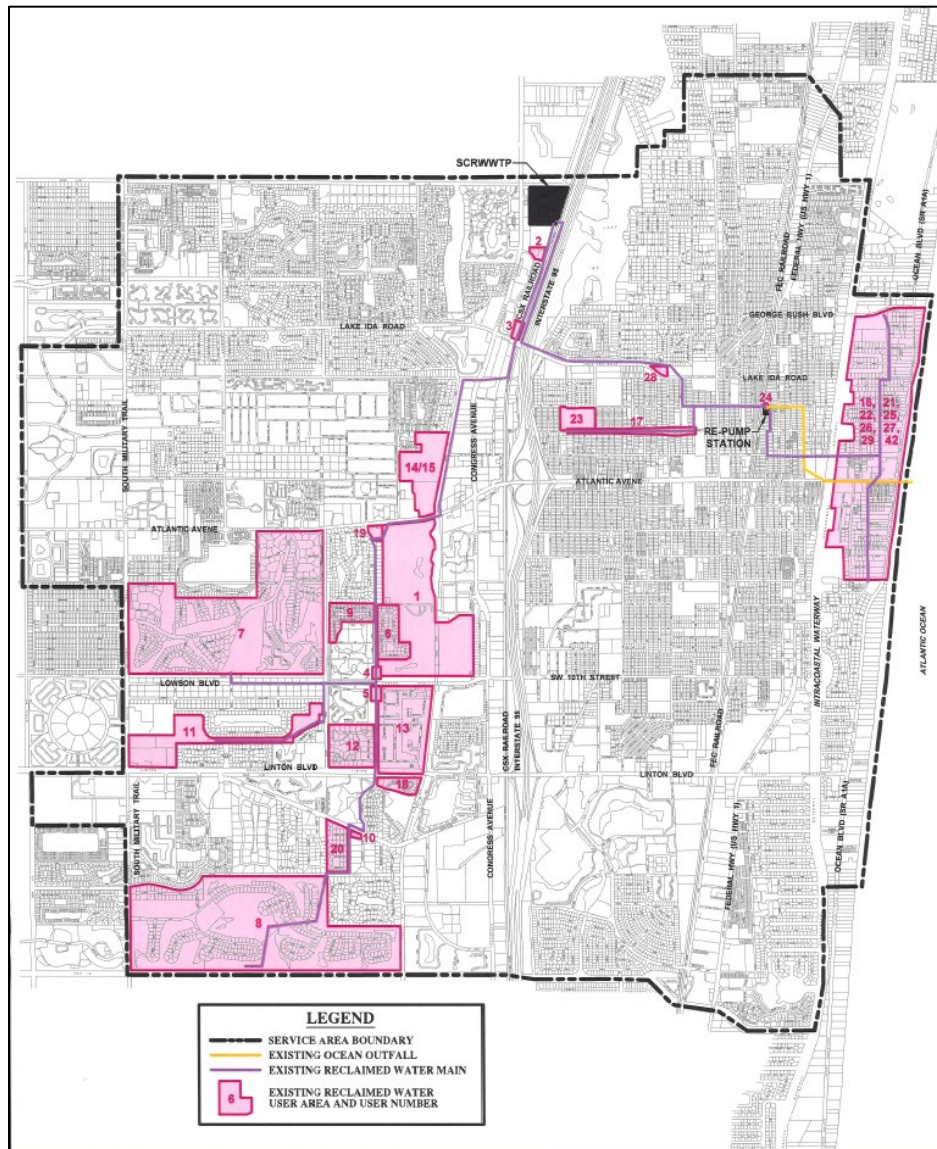 SCRWWTP
2
CSX RAILROAD
INTERSTATE 95
FEC RAILROAD
FEDERAL HWY (US HWY 1)
OCEAN BLVD (SR A1A)
3
LAKE IDA ROAD
GEORGE BUSH BLVD
28
LAKE IDA ROAD
SOUTH MILITARY TRAIL
CONGRESS AVENUE
24
23
17
RE-PUMP
STATION
21,
22, 25,
26, 27,
29 42
14/15
ATLANTIC AVENE
ATLANTIC AVENE
19
1
9
6
7
INTRACOASTAL WATERWAY
ATLANTIC OCEAN
4
LOWSON BLVD
SW 10TH STREET
5
11
12
13
CSX RAILROAD
INTERSTATE 95
FEC RAILROAD
LINTON BLVD
LINTON BLVD
18
SOUTH MILITARY TRAIL
10
20
CONGRESS AVENUE
FEDERAL HWY (US HWY 1)
OCEAN BLVD (SR A1A)
8
LEGEND
SERVICE AREA BOUNDARY
EXISTING OCEAN OUTFALL
EXISTING RECLAIMED WATER MAIN
6 EXISTING RECLAIMED WATER
USER AREA AND USER NUMBER